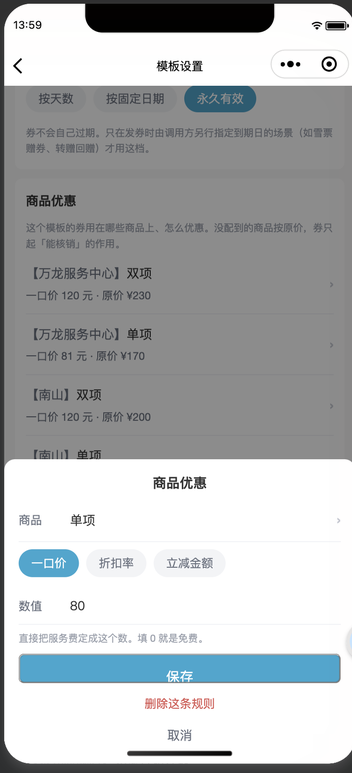 13:59
模板设置
按天数 按固定日期 永久有效
券不会自己过期。只在发券时由调用方另行指定到期日的场景（如雪票
赠券、转赠回赠）才用这档。
商品优惠
这个模板的券用在哪些商品上、怎么优惠。没配到的商品按原价，券只
起「能核销」的作用。
【万龙服务中心】双项
一口价 120 元 · 原价 ¥230
【万龙服务中心】单项
一口价 81 元 · 原价 ¥170
【南山】双项
一口价 120 元 · 原价 ¥200
【南山】单项
商品优惠
商品 单项
一口价 折扣率 立减金额
数值 80
直接把服务费定成这个数。填 0 就是免费。
保存
删除这条规则
取消